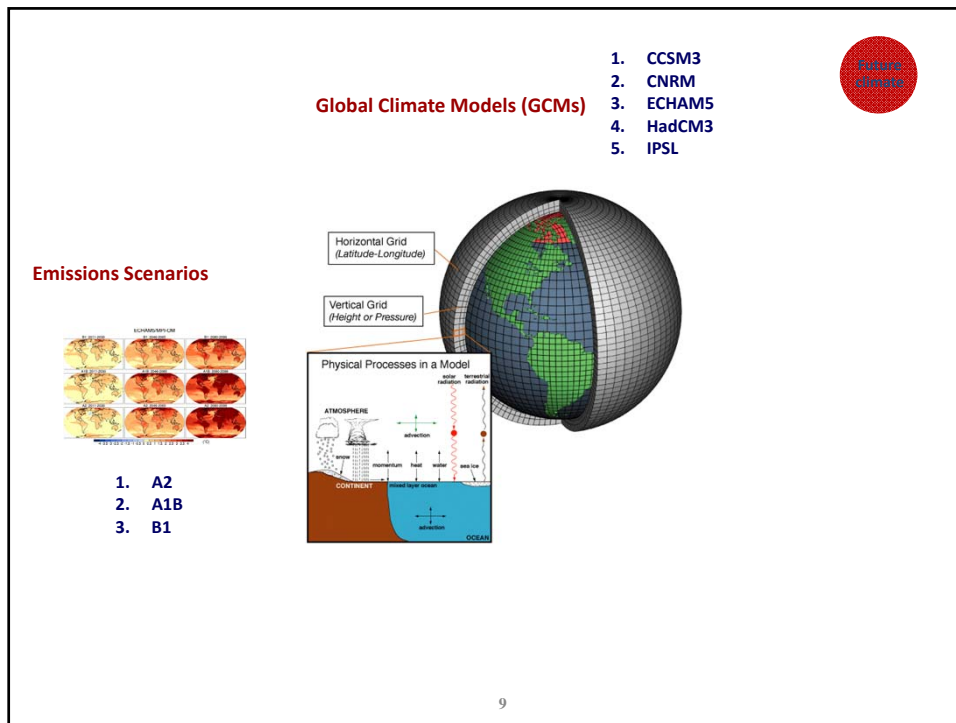 Global Climate Models (GCMs)
1. CCSM3
2. CNRM
3. ECHAM5
4. HadCM3
5. IPSL
Future
climate
Emissions Scenarios
ECHAM5/MPI-OM
1. A2
2. A1B
3. B1
Horizontal Grid
(Latitude-Longitude)
Vertical Grid
(Height or Pressure)
Physical Processes in a Model
solar
radiation
terrestrial
radiation
ATMOSPHERE
advection
snow
momentum
heat
water
sea ice
CONTINENT
mixed layer ocean
advection
OCEAN
9